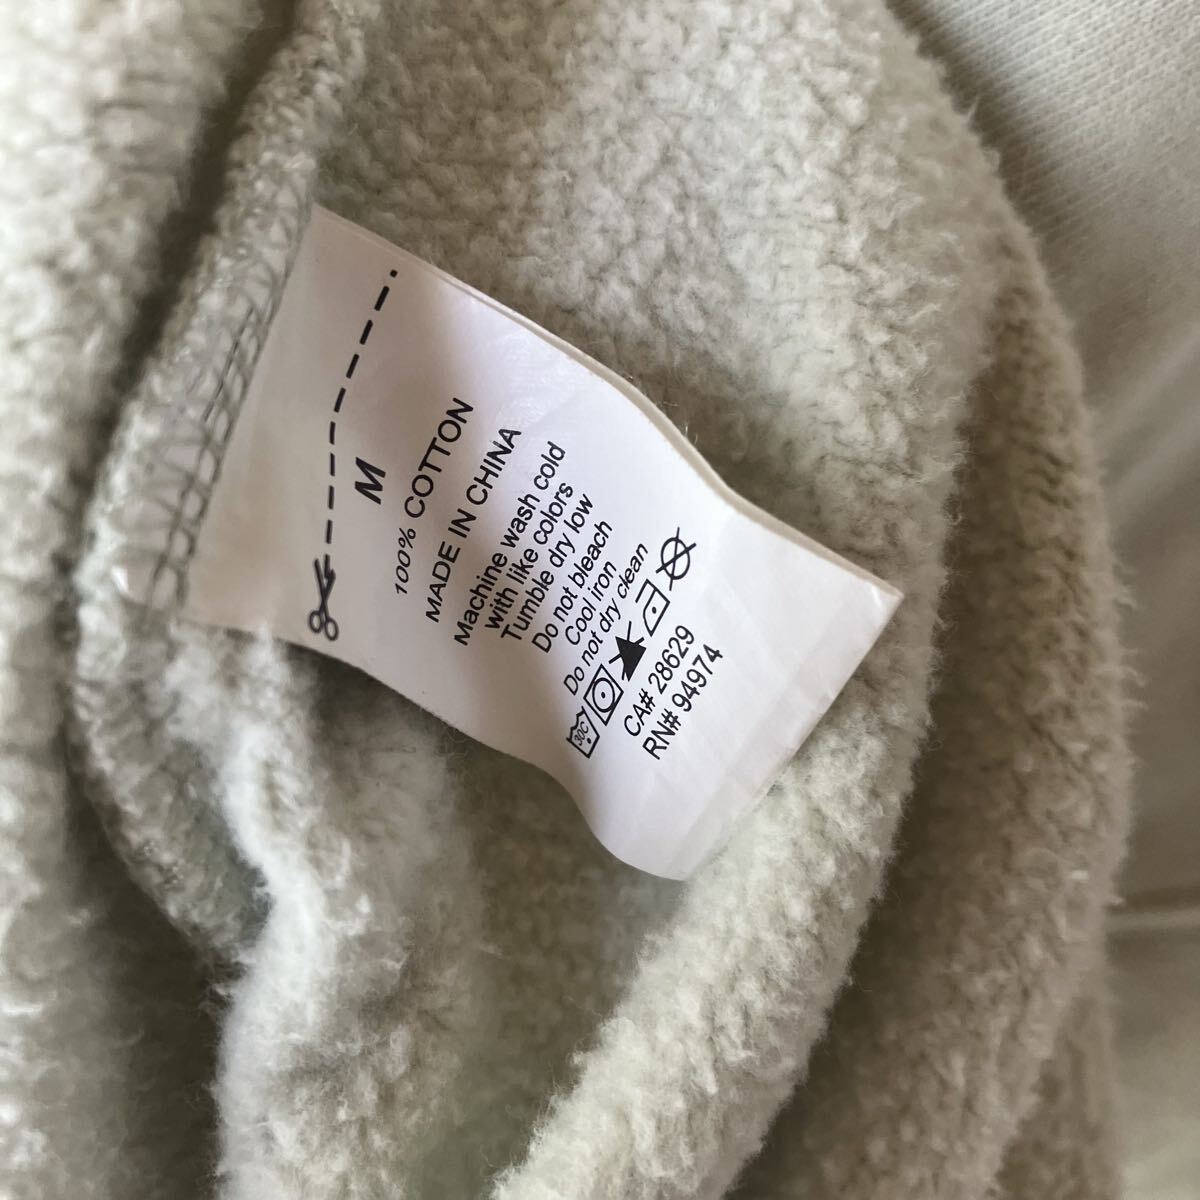 M
100% COTTON
MADE IN CHINA
Machine wash cold
with like colors
Tumble dry low
Do not bleach
Cool iron
Do not dry clean
30C
CA# 28629
RN# 94974